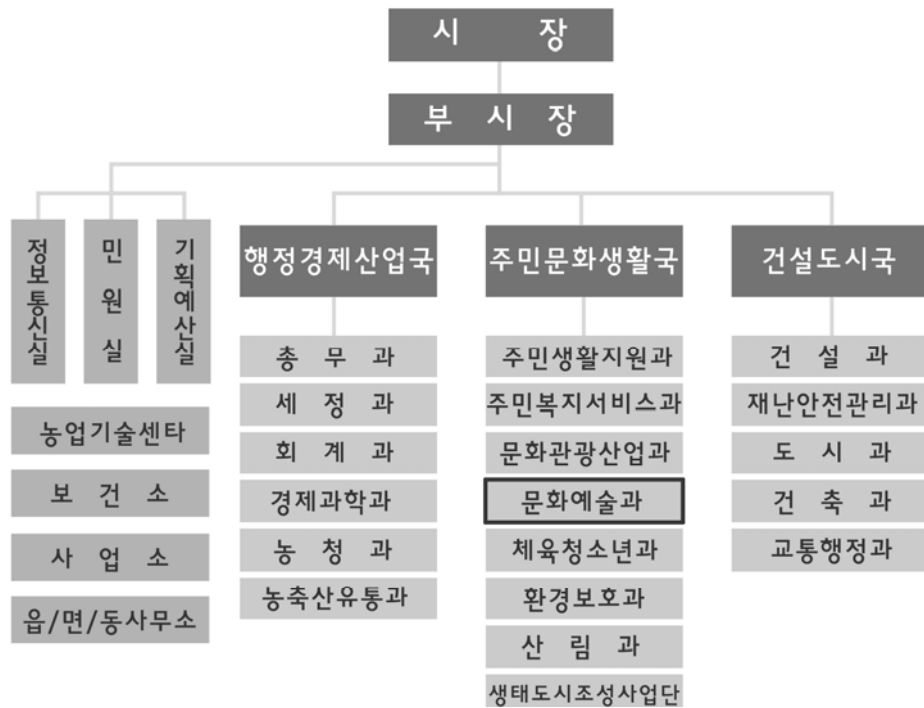 시 장
부 시 장
정보통신실
민원실
기획예산실
농업기술센타
보 건 소
사 업 소
읍/면/동사무소
행정경제산업국
총 무 과
세 정 과
회 계 과
경제과학과
농 청 과
농축산유통과
주민문화생활국
주민생활지원과
주민복지서비스과
문화관광산업과
문화예술과
체육청소년과
환경보호과
산 림 과
생태도시조성사업단
건설도시국
건 설 과
재난안전관리과
도 시 과
건 축 과
교통행정과